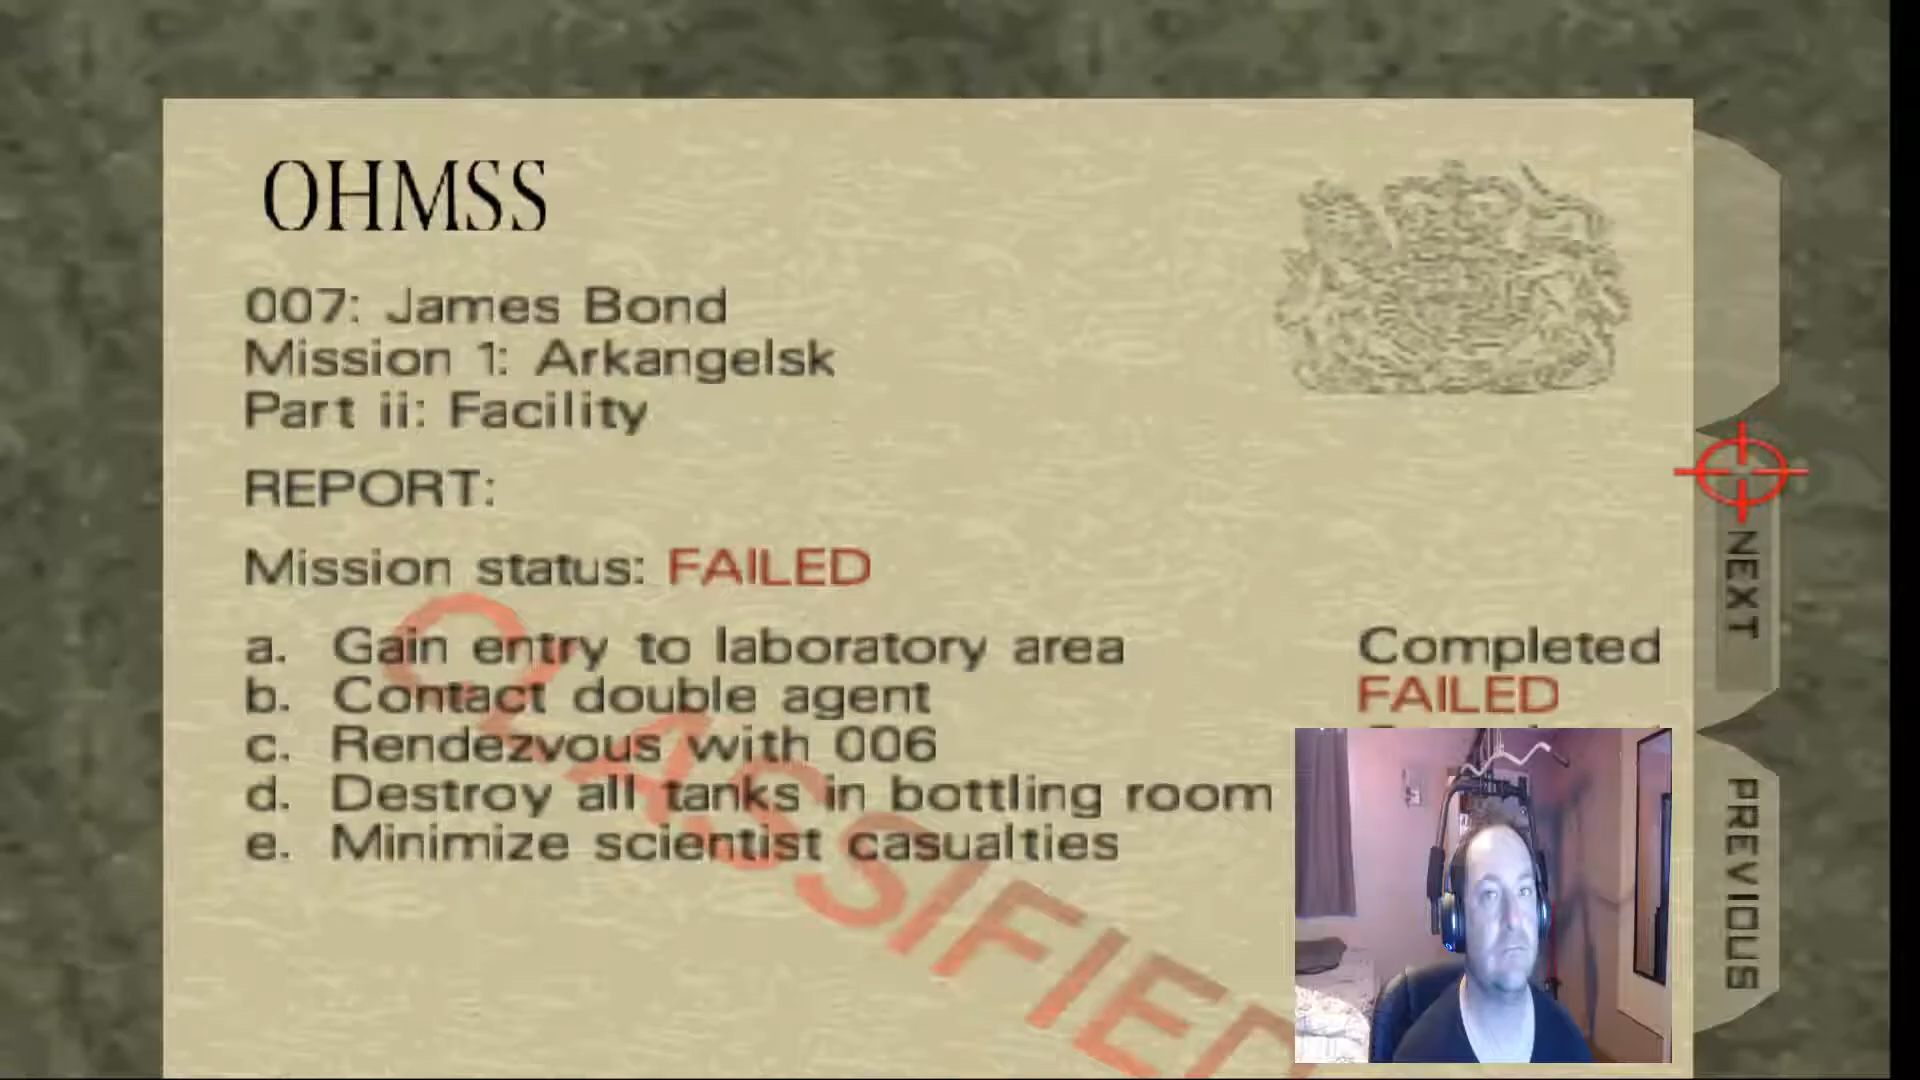 OHMSS
007: James Bond
Mission 1: Arkangelsk
Part ii: Facility
REPORT:
Mission status: FAILED
a. Gain entry to laboratory area Completed
b. Contact double agent FAILED
c. Rendezvous with 006
d. Destroy all tanks in bottling room
e. Minimize scientist casualties
CLASSIFIED
NEXT
PREVIOUS